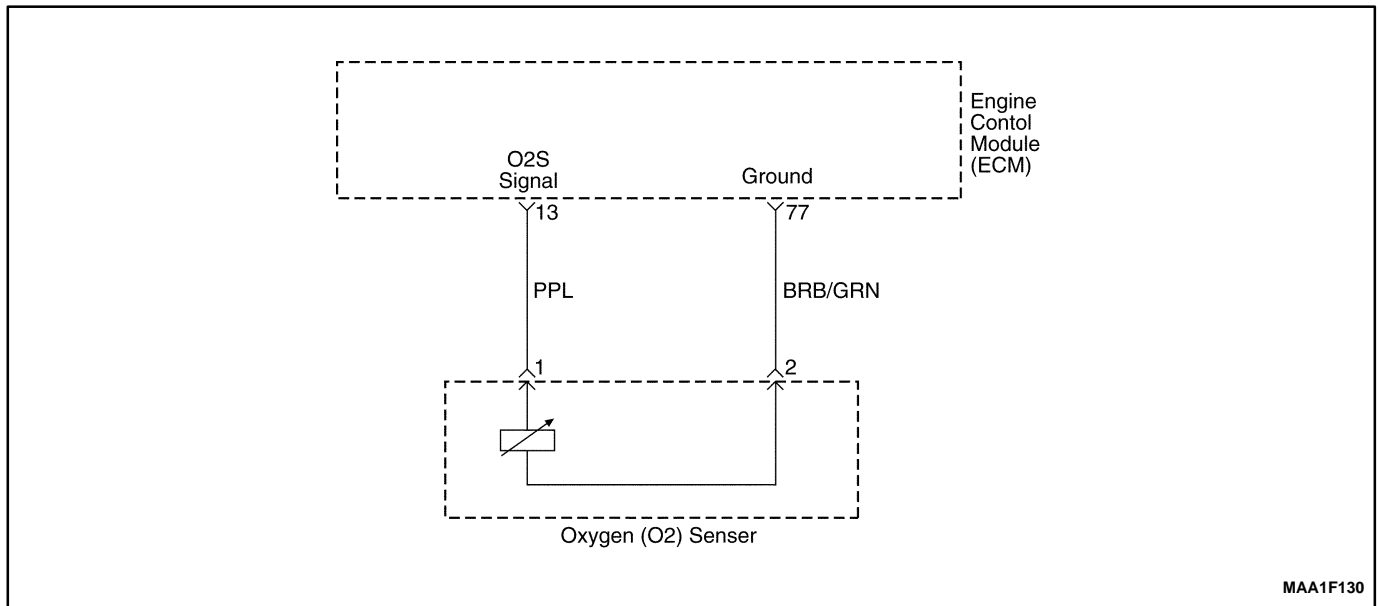 Engine
Contol
Module
(ECM)
O2S
Signal
Ground
13
77
PPL
BRB/GRN
1
2
Oxygen (O2) Senser
MAA1F130